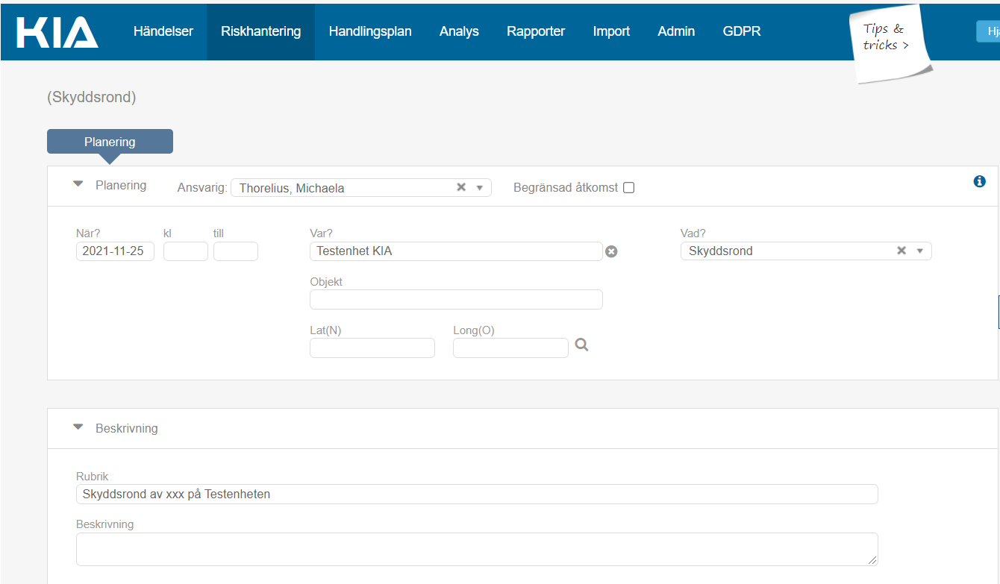 KIA Händelser Riskhantering Handlingsplan Analys Rapporter Import Admin GDPR
Tips &
tricks >
(Skyddsrond)
Planering
Planering Ansvarig: Thorelius, Michaela Begränsad åtkomst
När? kl till Var? Vad?
2021-11-25 Testenhet KIA Skyddsrond
Objekt
Lat(N) Long(O)
Beskrivning
Rubrik
Skyddsrond av xxx på Testenheten
Beskrivning